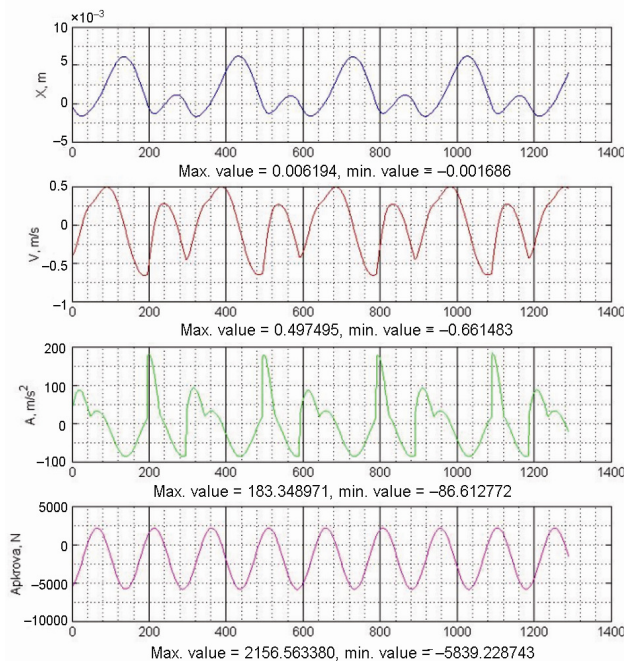 ×10⁻³
10
5
0
−5
X, m
0 200 400 600 800 1000 1200 1400
Max. value = 0.006194, min. value = −0.001686
0.5
0
−0.5
−1
V, m/s
0 200 400 600 800 1000 1200 1400
Max. value = 0.497495, min. value = −0.661483
200
100
0
−100
A, m/s²
0 200 400 600 800 1000 1200 1400
Max. value = 183.348971, min. value = −86.612772
5000
0
−5000
−10000
Apkrova, N
0 200 400 600 800 1000 1200 1400
Max. value = 2156.563380, min. value = −5839.228743